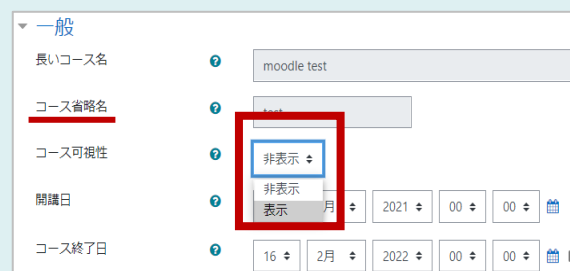 一般
長いコース名 moodle test
コース省略名 test
コース可視性 非表示
非表示
表示
開講日 月 2021 00 00
コース終了日 16 2月 2022 00 00